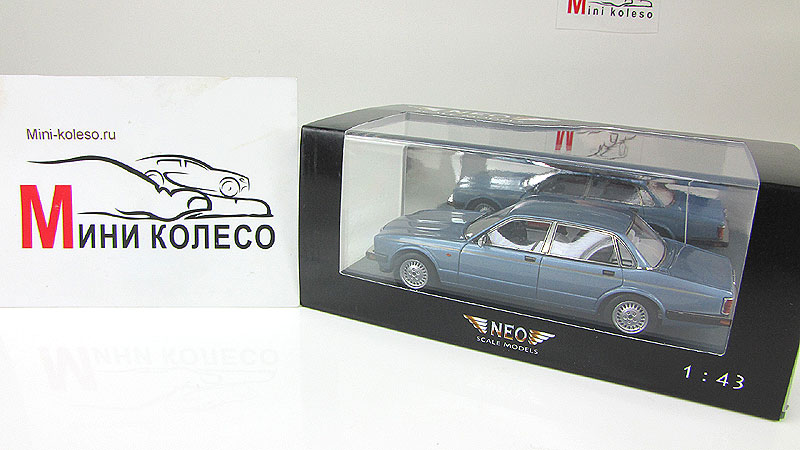 Mini koleso
Mini-koleso.ru
Мини колесо
NEO
SCALE MODELS
1:43